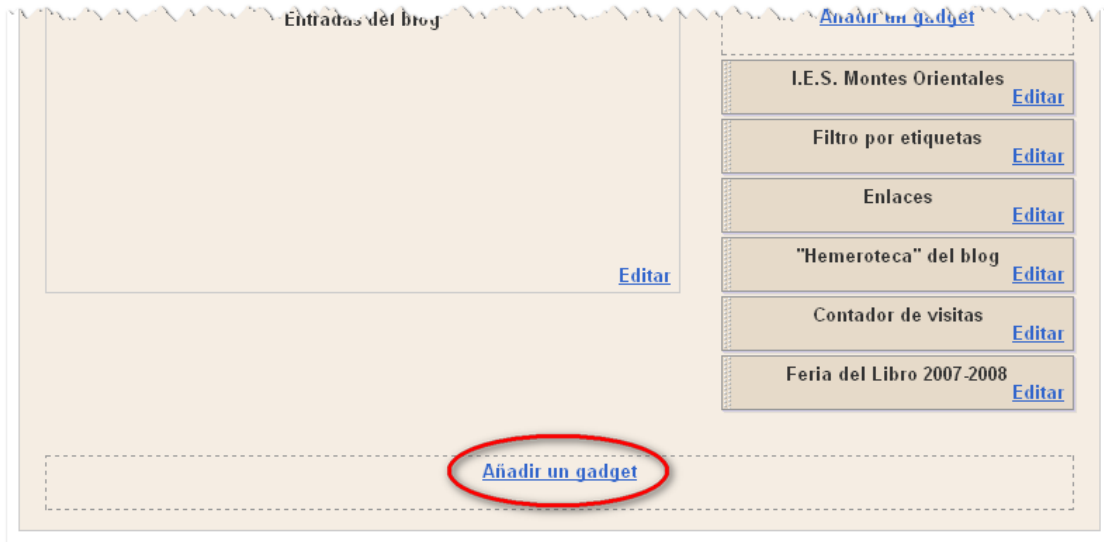 Entradas del blog
Añadir un gadget
I.E.S. Montes Orientales
Editar
Filtro por etiquetas
Editar
Enlaces
Editar
"Hemeroteca" del blog
Editar
Editar
Contador de visitas
Editar
Feria del Libro 2007-2008
Editar
Añadir un gadget